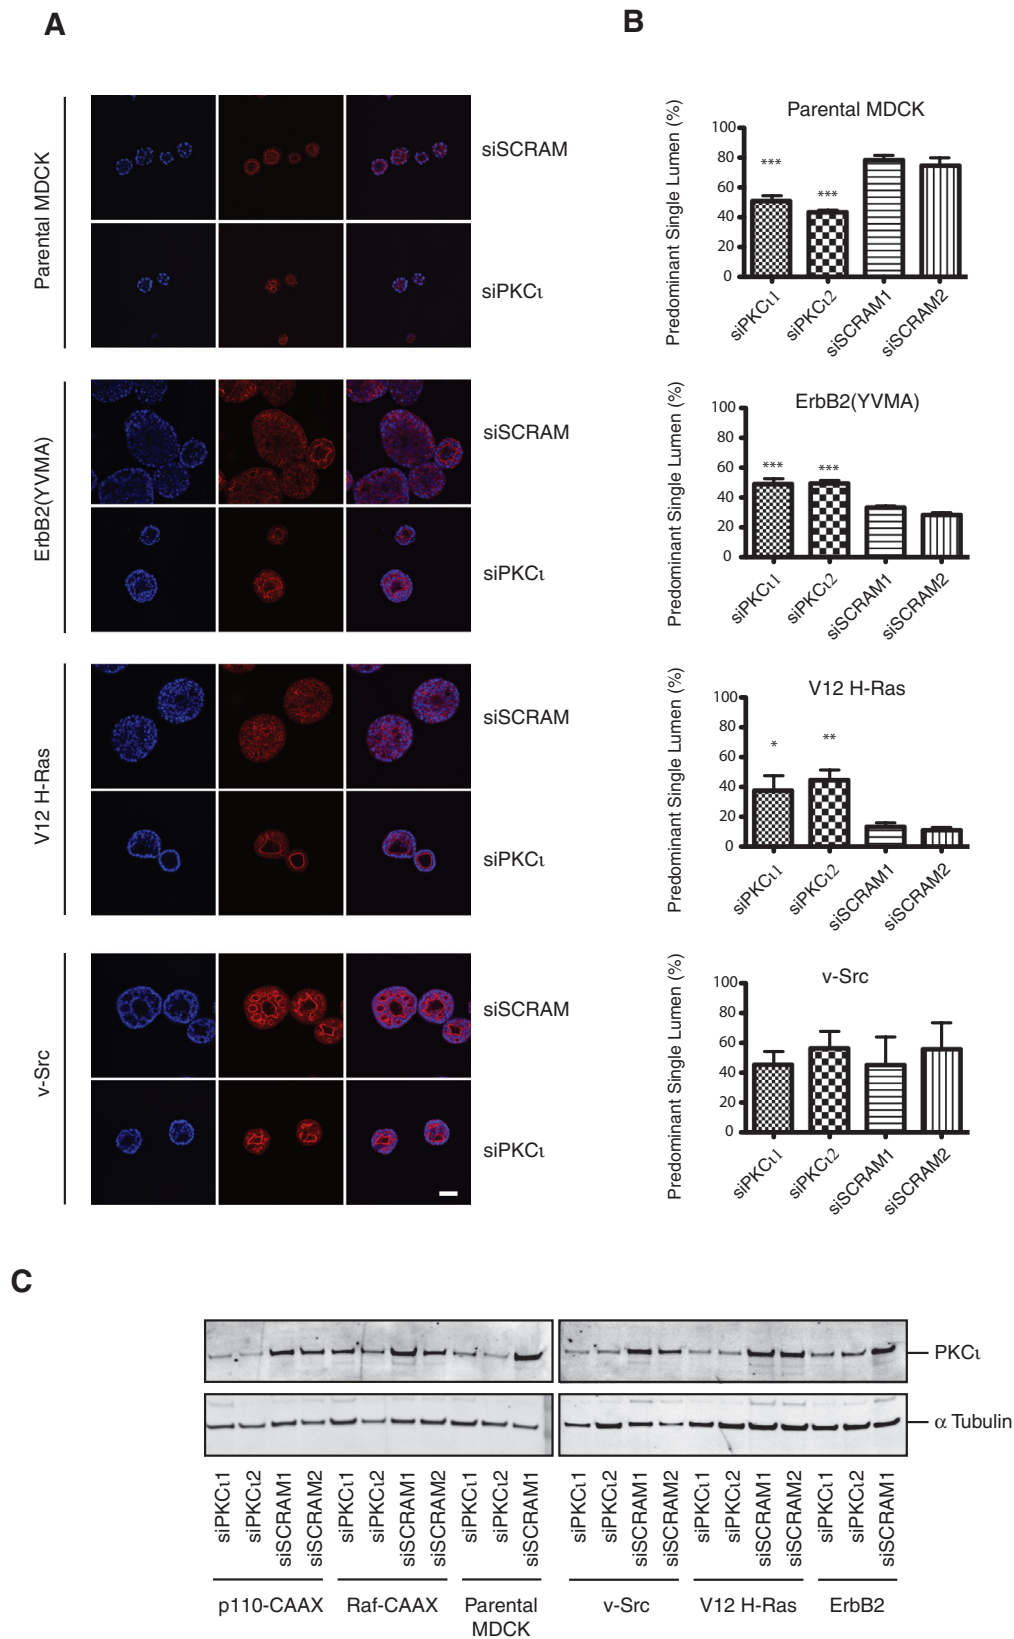 A
Parental MDCK
siSCRAM
siPKCι
ErbB2(YVMA)
siSCRAM
siPKCι
V12 H-Ras
siSCRAM
siPKCι
v-Src
siSCRAM
siPKCι
B
Parental MDCK
Predominant Single Lumen (%)
100
80
60
40
20
0
***
***
siPKCι1
siPKCι2
siSCRAM1
siSCRAM2
ErbB2(YVMA)
Predominant Single Lumen (%)
100
80
60
40
20
0
***
***
siPKCι1
siPKCι2
siSCRAM1
siSCRAM2
V12 H-Ras
Predominant Single Lumen (%)
100
80
60
40
20
0
*
**
siPKCι1
siPKCι2
siSCRAM1
siSCRAM2
v-Src
Predominant Single Lumen (%)
100
80
60
40
20
0
siPKCι1
siPKCι2
siSCRAM1
siSCRAM2
C
PKCι
α Tubulin
siPKCι1
siPKCι2
siSCRAM1
siSCRAM2
siPKCι1
siPKCι2
siSCRAM1
siSCRAM2
siPKCι1
siPKCι2
siSCRAM1
siPKCι1
siPKCι2
siSCRAM1
siSCRAM2
siPKCι1
siPKCι2
siSCRAM1
siSCRAM2
siPKCι1
siPKCι2
siSCRAM1
p110-CAAX
Raf-CAAX
Parental
MDCK
v-Src
V12 H-Ras
ErbB2